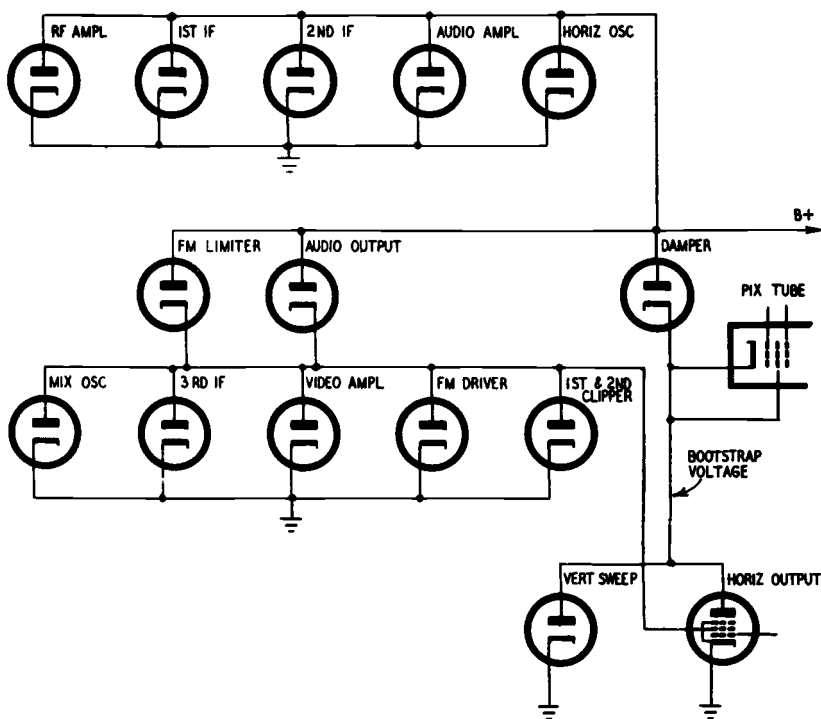 RF AMPL
1ST IF
2ND IF
AUDIO AMPL
HORIZ OSC
B+
FM LIMITER
AUDIO OUTPUT
DAMPER
PIX TUBE
MIX OSC
3RD IF
VIDEO AMPL
FM DRIVER
1ST & 2ND
CLIPPER
BOOTSTRAP
VOLTAGE
VERT SWEEP
HORIZ OUTPUT